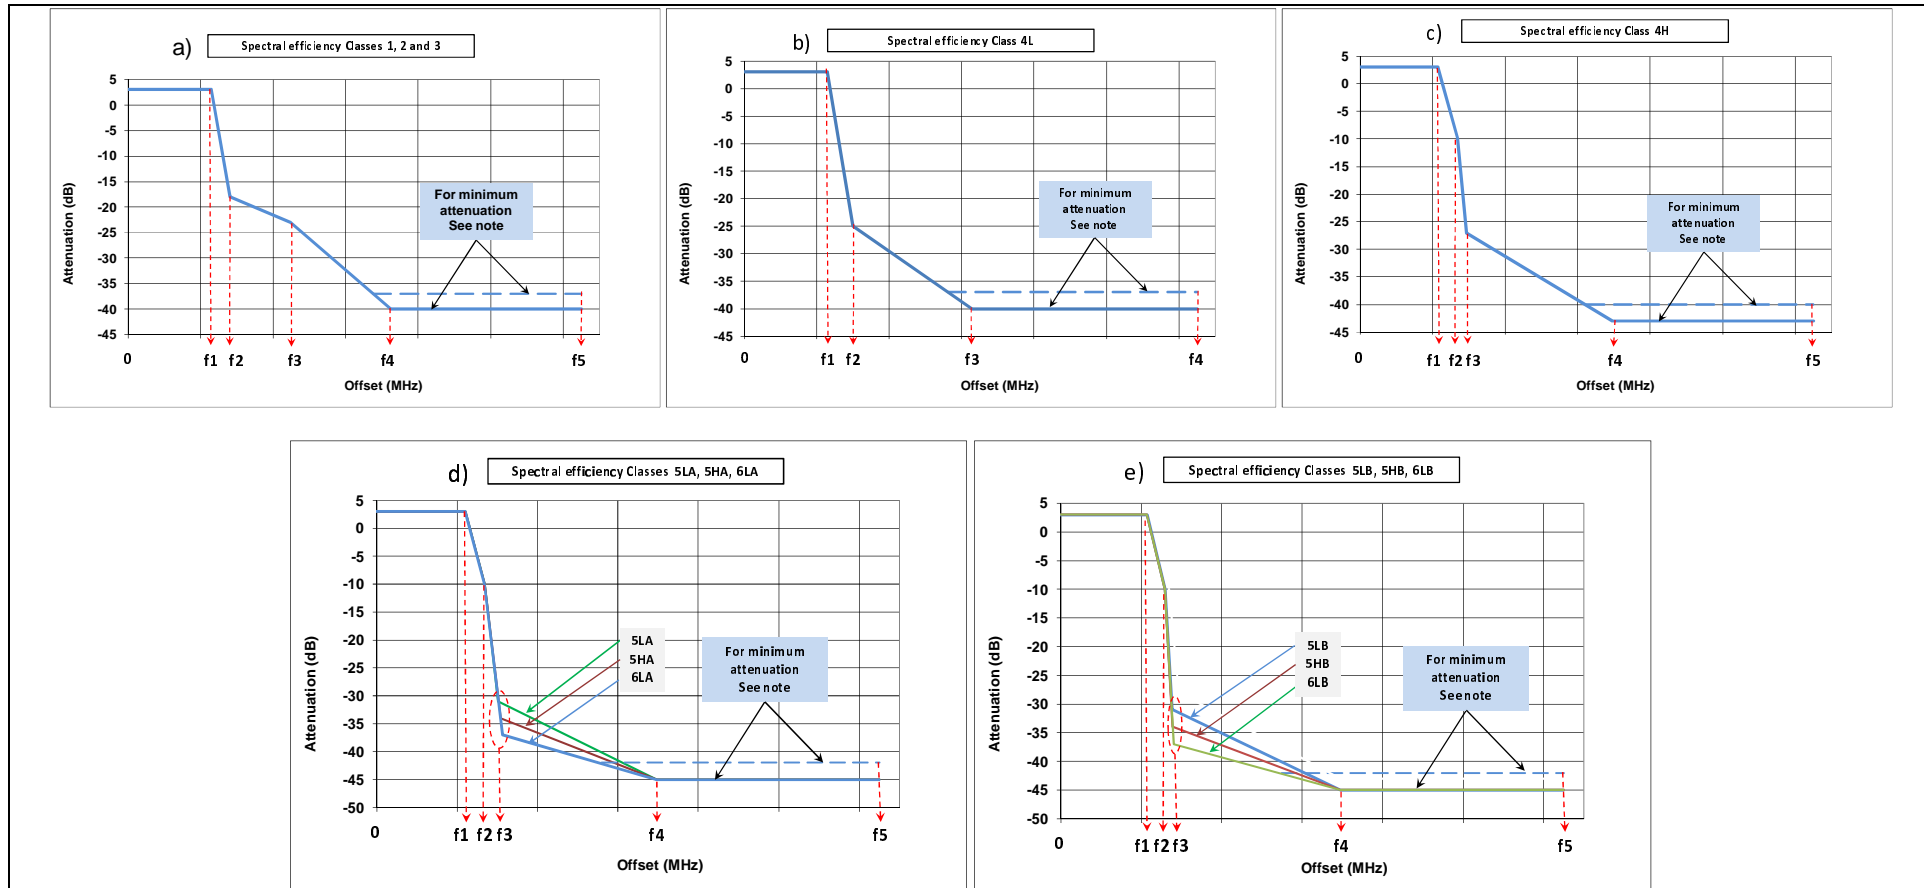 a)
Spectral efficiency Classes 1, 2 and 3
5
0
-5
-10
-15
-20
-25
-30
-35
-40
-45
Attenuation (dB)
For minimum
attenuation
See note
0 f1 f2 f3 f4 f5
Offset (MHz)
b)
Spectral efficiency Class 4L
5
0
-5
-10
-15
-20
-25
-30
-35
-40
-45
Attenuation (dB)
For minimum
attenuation
See note
0 f1 f2 f3 f4
Offset (MHz)
c)
Spectral efficiency Class 4H
5
0
-5
-10
-15
-20
-25
-30
-35
-40
-45
Attenuation (dB)
For minimum
attenuation
See note
0 f1 f2 f3 f4 f5
Offset (MHz)
d)
Spectral efficiency Classes 5LA, 5HA, 6LA
5
0
-5
-10
-15
-20
-25
-30
-35
-40
-45
-50
Attenuation (dB)
5LA
5HA
6LA
For minimum
attenuation
See note
0 f1 f2 f3 f4 f5
Offset (MHz)
e)
Spectral efficiency Classes 5LB, 5HB, 6LB
5
0
-5
-10
-15
-20
-25
-30
-35
-40
-45
-50
Attenuation (dB)
5LB
5HB
6LB
For minimum
attenuation
See note
0 f1 f2 f3 f4 f5
Offset (MHz)